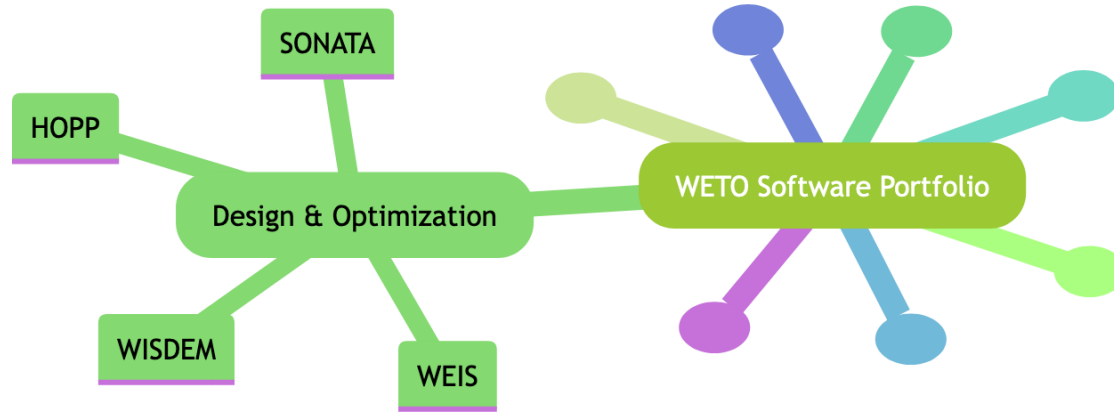 SONATA
HOPP
WETO Software Portfolio
Design & Optimization
WISDEM
WEIS